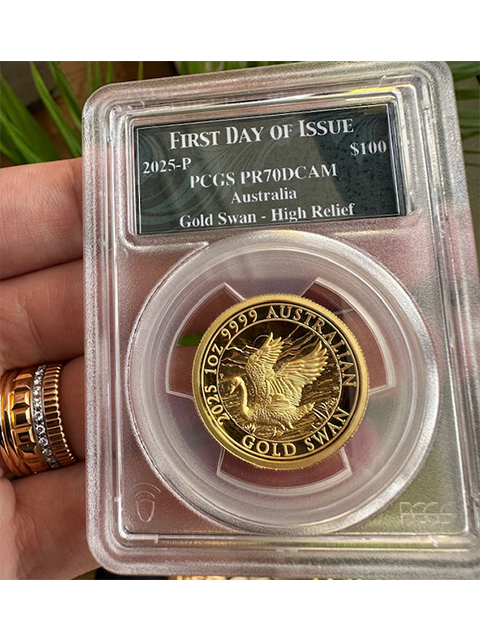 FIRST DAY OF ISSUE
2025-P $100
PCGS PR70DCAM
Australia
Gold Swan - High Relief
2025 1OZ 9999 AUSTRALIAN
GOLD SWAN
PCGS